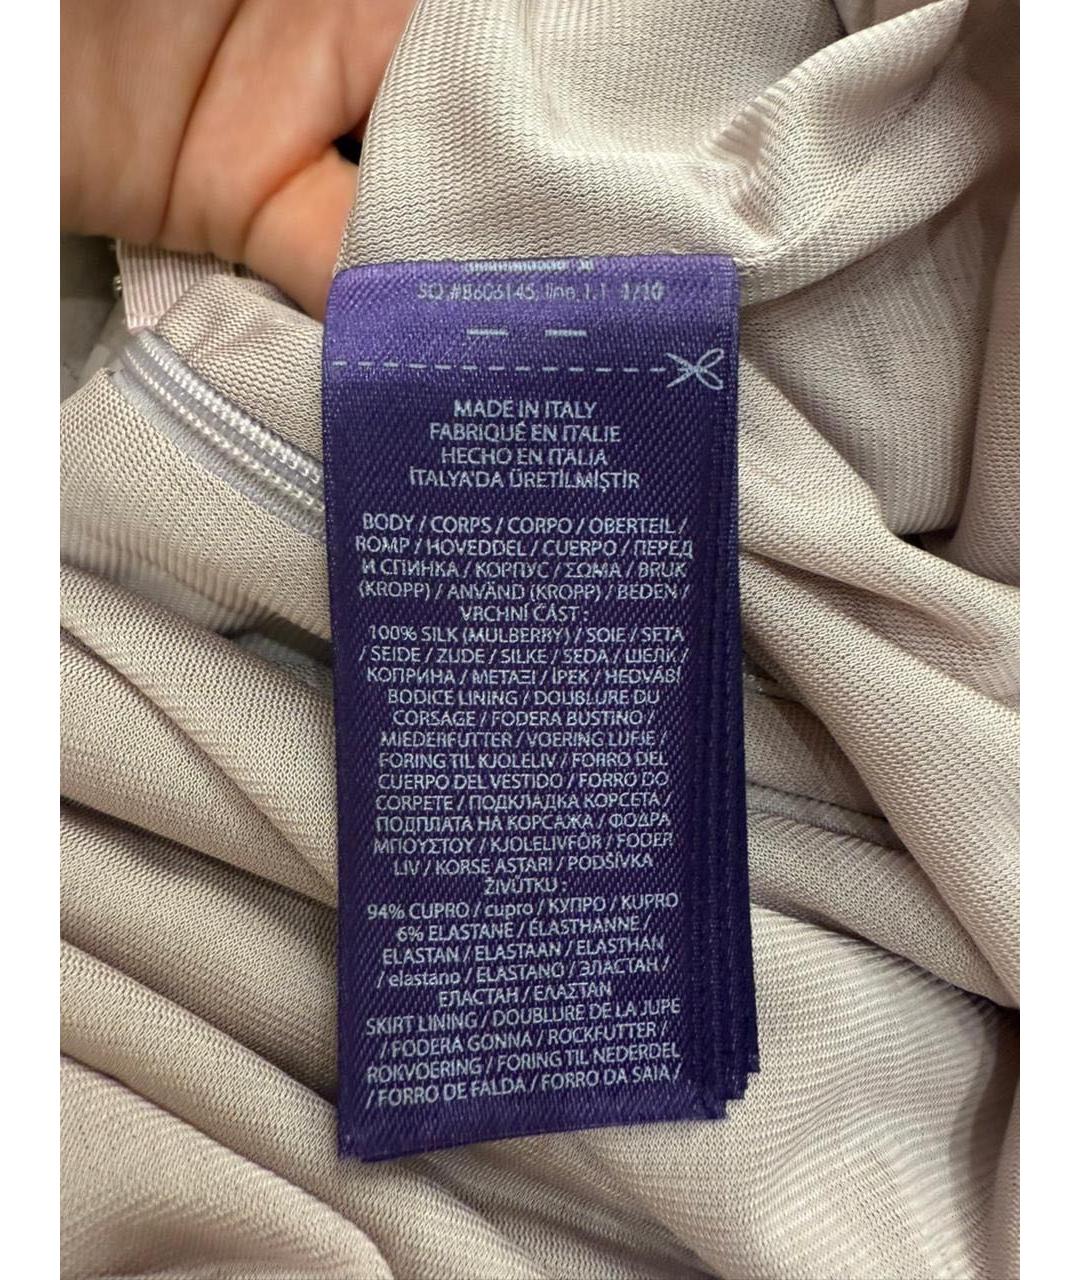 SO #8606145, line 1.1 1/10
MADE IN ITALY
FABRIQUÉ EN ITALIE
HECHO EN ITALIA
İTALYA'DA ÜRETİLMİŞTİR
BODY / CORPS / CORPO / OBERTEIL /
ROMP / HOVEDDEL / CUERPO / ПЕРЕД
И СПИНКА / КОРПУС / ΣΩΜΑ / BRUK
(KROPP) / ANVÄND (KROPP) / BEDEN /
VRCHNÍ ČÁST :
100% SILK (MULBERRY) / SOIE / SETA
/ SEIDE / ZIJDE / SILKE / SEDA / ШЕЛК /
КОПРИНА / ΜΕΤΑΞΙ / İPEK / HEDVÁBÍ
BODICE LINING / DOUBLURE DU
CORSAGE / FODERA BUSTINO /
MIEDERFUTTER / VOERING LIJFJE /
FORING TIL KJOLELIV / FORRO DEL
CUERPO DEL VESTIDO / FORRO DO
CORPETE / ПОДКЛАДКА КОРСЕТА /
ПОДПЛАТА НА КОРСАЖА / ΦΟΔΡΑ
ΜΠΟΥΣΤΟΥ / KJOLELIVFÔR / FODER
LIV / KORSE ASTARI / PODŠÍVKA
ŽIVŮTKU :
94% CUPRO / cupro / КУПРО / KUPRO
6% ELASTANE / ÉLASTHANNE /
ELASTAN / ELASTAAN / ELASTHAN
/ elastano / ELASTANO / ЭЛАСТАН /
ЕЛАСТАН / ΕΛΑΣΤΑΝ
SKIRT LINING / DOUBLURE DE LA JUPE
/ FODERA GONNA / ROCKFUTTER /
ROKVOERING / FORING TIL NEDERDEL
/ FORRO DE FALDA / FORRO DA SAIA /